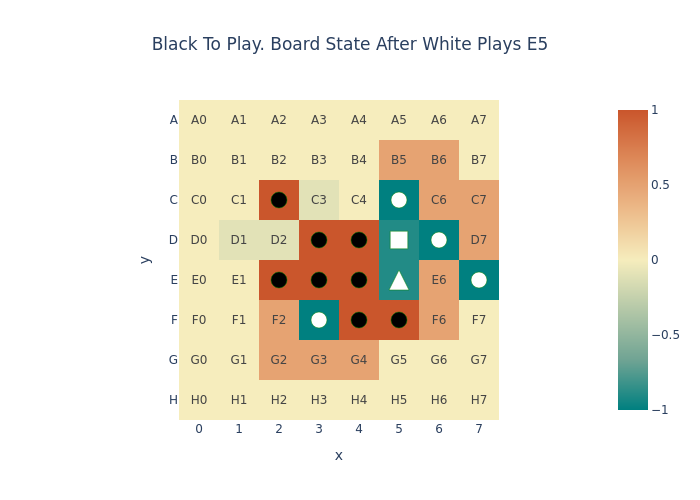 Black To Play. Board State After White Plays E5
A A0 A1 A2 A3 A4 A5 A6 A7
B B0 B1 B2 B3 B4 B5 B6 B7
C C0 C1 C3 C4 C6 C7
D D0 D1 D2 D7
E E0 E1 E6
F F0 F1 F2 F6 F7
G G0 G1 G2 G3 G4 G5 G6 G7
H H0 H1 H2 H3 H4 H5 H6 H7
0 1 2 3 4 5 6 7
x
y
1
0.5
0
−0.5
−1